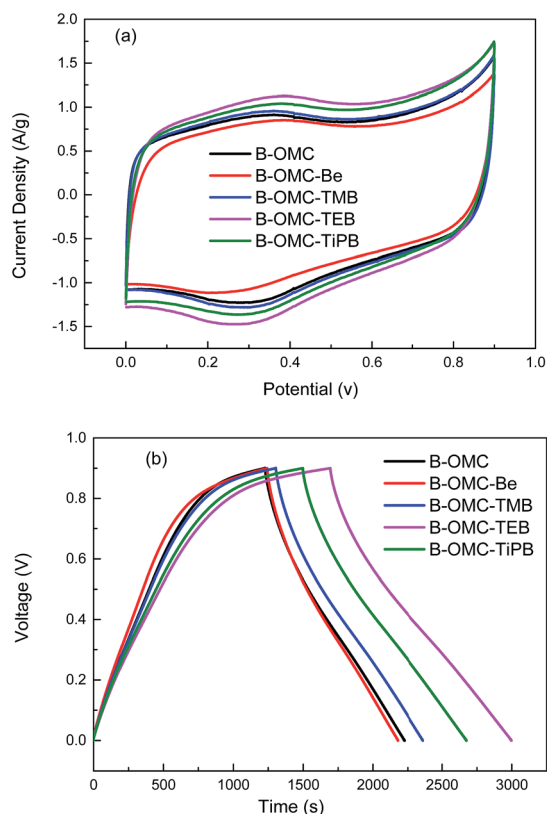 (a)
2.0
1.5
1.0
0.5
0.0
-0.5
-1.0
-1.5
Current Density (A/g)
B-OMC
B-OMC-Be
B-OMC-TMB
B-OMC-TEB
B-OMC-TiPB
0.0 0.2 0.4 0.6 0.8 1.0
Potential (v)
(b)
1.0
0.8
0.6
0.4
0.2
0.0
Voltage (V)
B-OMC
B-OMC-Be
B-OMC-TMB
B-OMC-TEB
B-OMC-TiPB
0 500 1000 1500 2000 2500 3000
Time (s)